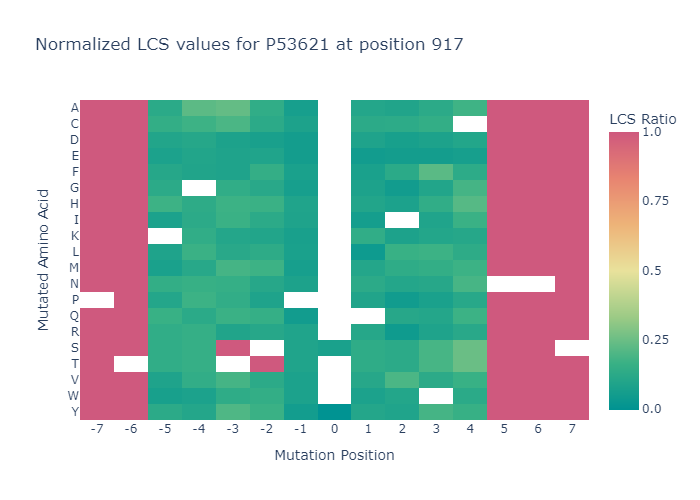 Normalized LCS values for P53621 at position 917
LCS Ratio
A
C
D
E
F
G
H
I
K
L
M
N
P
Q
R
S
T
V
W
Y
Mutated Amino Acid
1.0
0.75
0.5
0.25
0.0
-7 -6 -5 -4 -3 -2 -1 0 1 2 3 4 5 6 7
Mutation Position